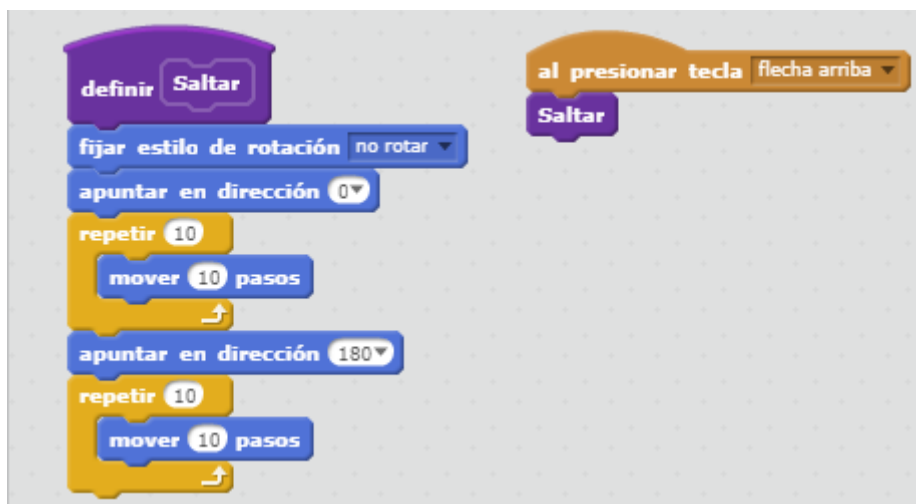 definir Saltar
fijar estilo de rotación no rotar
apuntar en dirección 0
repetir 10
mover 10 pasos
apuntar en dirección 180
repetir 10
mover 10 pasos
al presionar tecla flecha arriba
Saltar